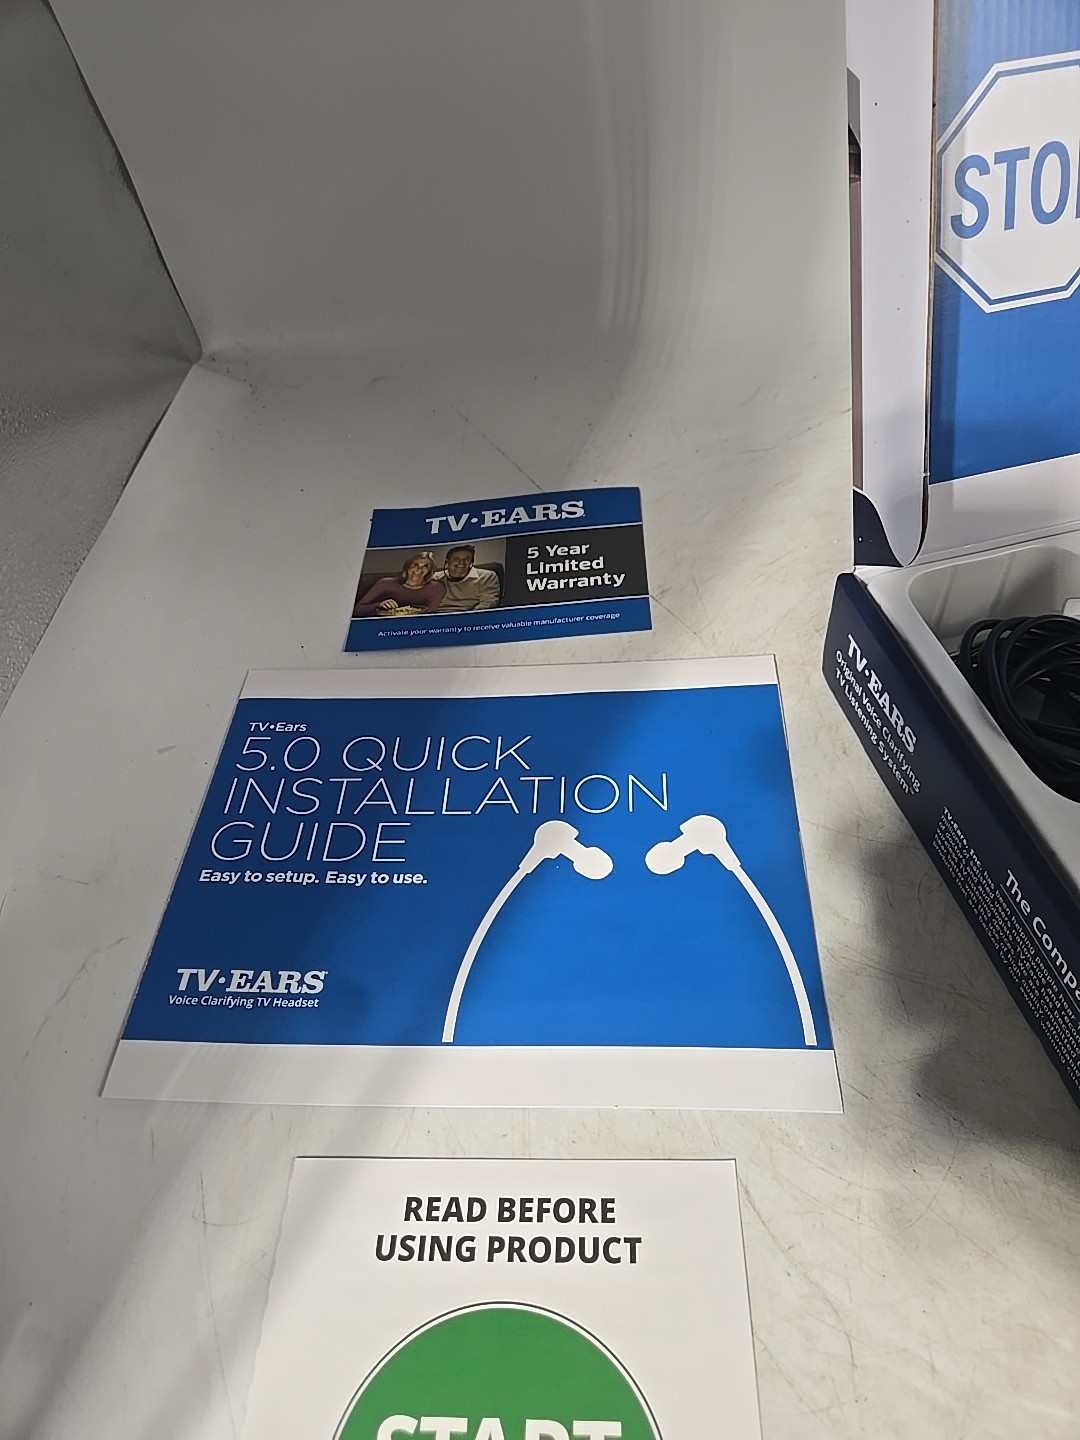 STO
TV·EARS
5 Year
Limited
Warranty
Activate your warranty to receive valuable manufacturer coverage
TV•Ears
5.0 QUICK
INSTALLATION
GUIDE
Easy to setup. Easy to use.
TV·EARS
Voice Clarifying TV Headset
TV·EARS
Original Voice Clarifying
TV Listening System
The Comp
READ BEFORE
USING PRODUCT
START